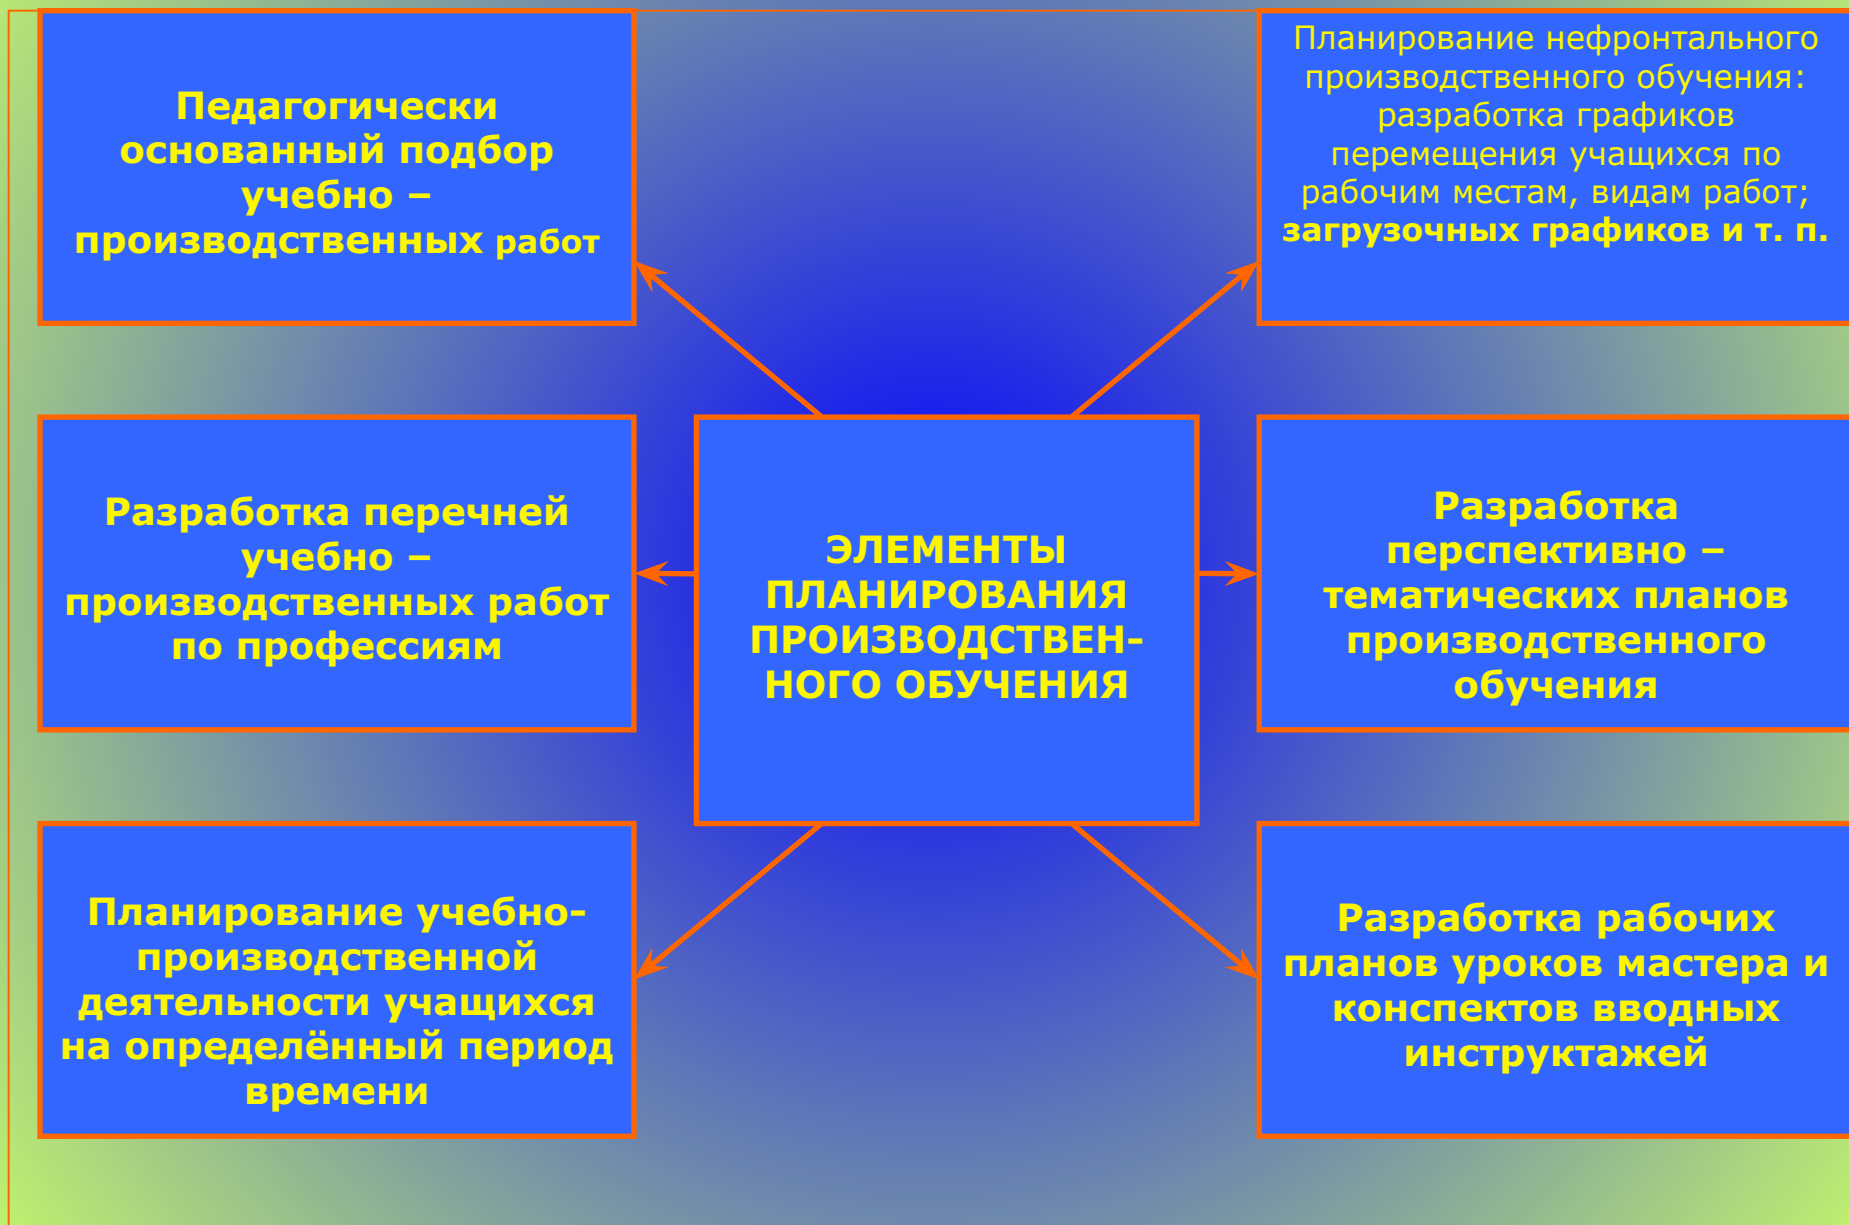 Педагогически
основанный подбор
учебно –
производственных работ
Планирование нефронтального
производственного обучения:
разработка графиков
перемещения учащихся по
рабочим местам, видам работ;
загрузочных графиков и т. п.
Разработка перечней
учебно –
производственных работ
по профессиям
ЭЛЕМЕНТЫ
ПЛАНИРОВАНИЯ
ПРОИЗВОДСТВЕН-
НОГО ОБУЧЕНИЯ
Разработка
перспективно –
тематических планов
производственного
обучения
Планирование учебно-
производственной
деятельности учащихся
на определённый период
времени
Разработка рабочих
планов уроков мастера и
конспектов вводных
инструктажей